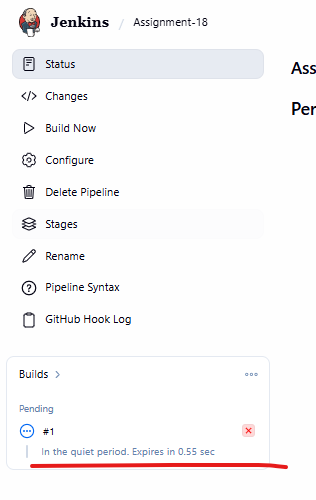 Jenkins / Assignment-18
Status
Ass
Changes
Per
Build Now
Configure
Delete Pipeline
Stages
Rename
Pipeline Syntax
GitHub Hook Log
Builds
Pending
#1
In the quiet period. Expires in 0.55 sec